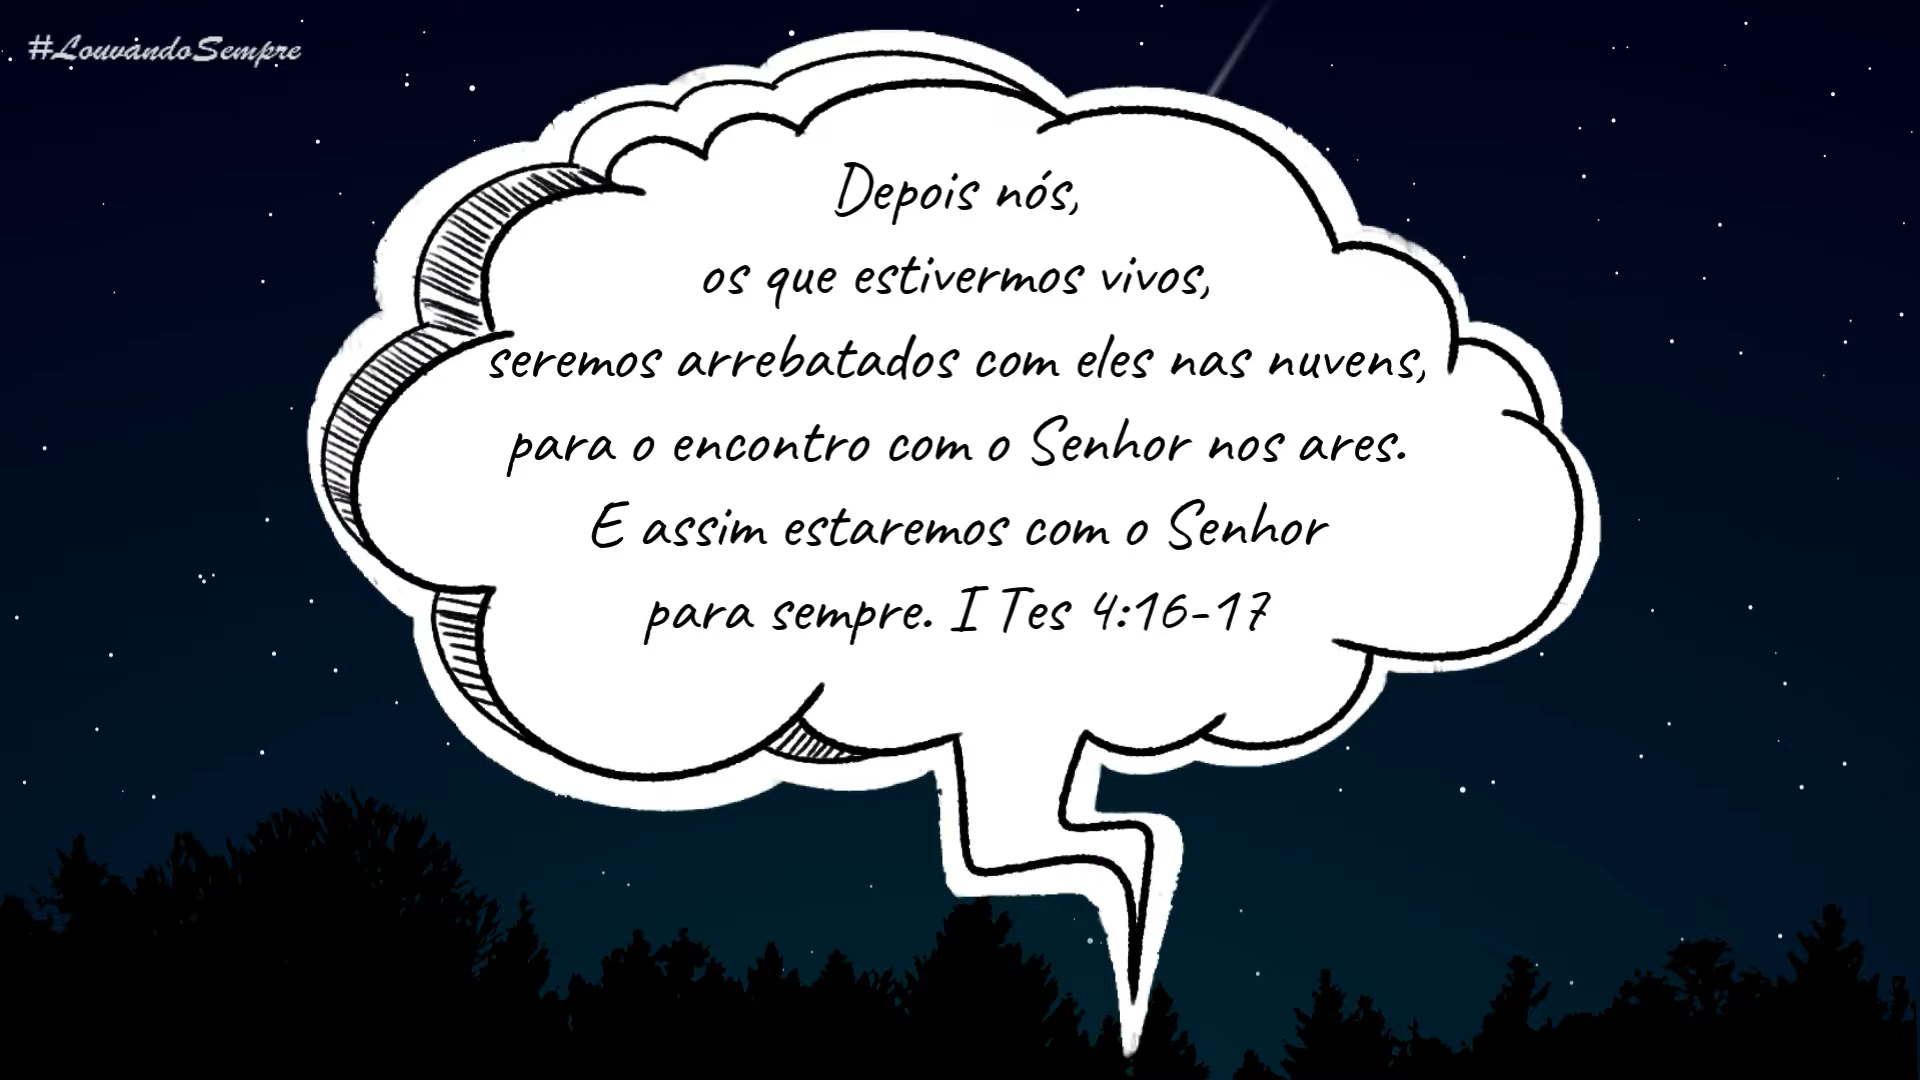 #LouvandoSempre
Depois nós,
os que estivermos vivos,
seremos arrebatados com eles nas nuvens,
para o encontro com o Senhor nos ares.
E assim estaremos com o Senhor
para sempre. I Tes 4:16-17